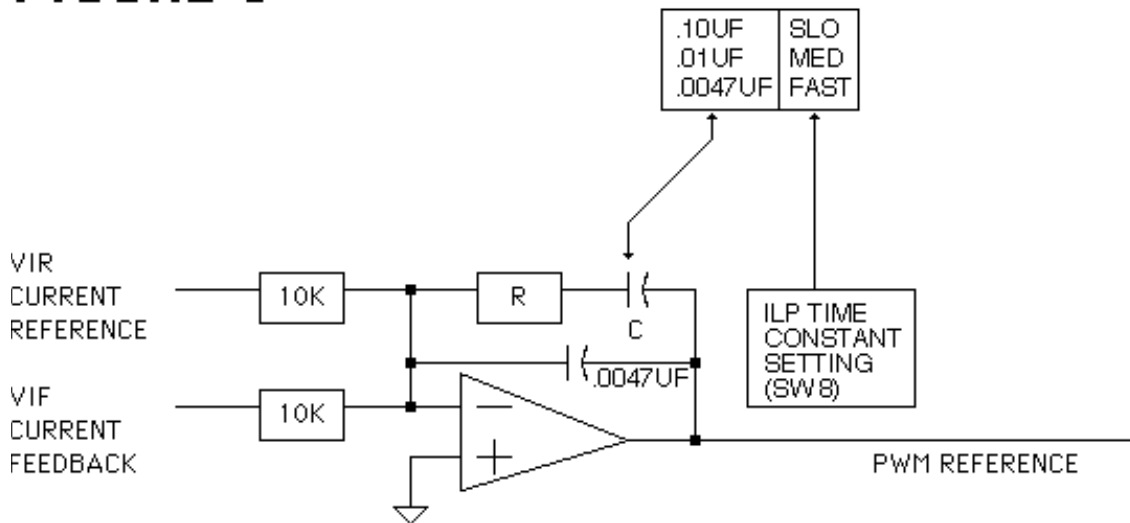 .10UF SLO
.01UF MED
.0047UF FAST
VIR
CURRENT
REFERENCE
10K
R
C
ILP TIME
CONSTANT
SETTING
(SW8)
.0047UF
VIF
CURRENT
FEEDBACK
10K
PWM REFERENCE